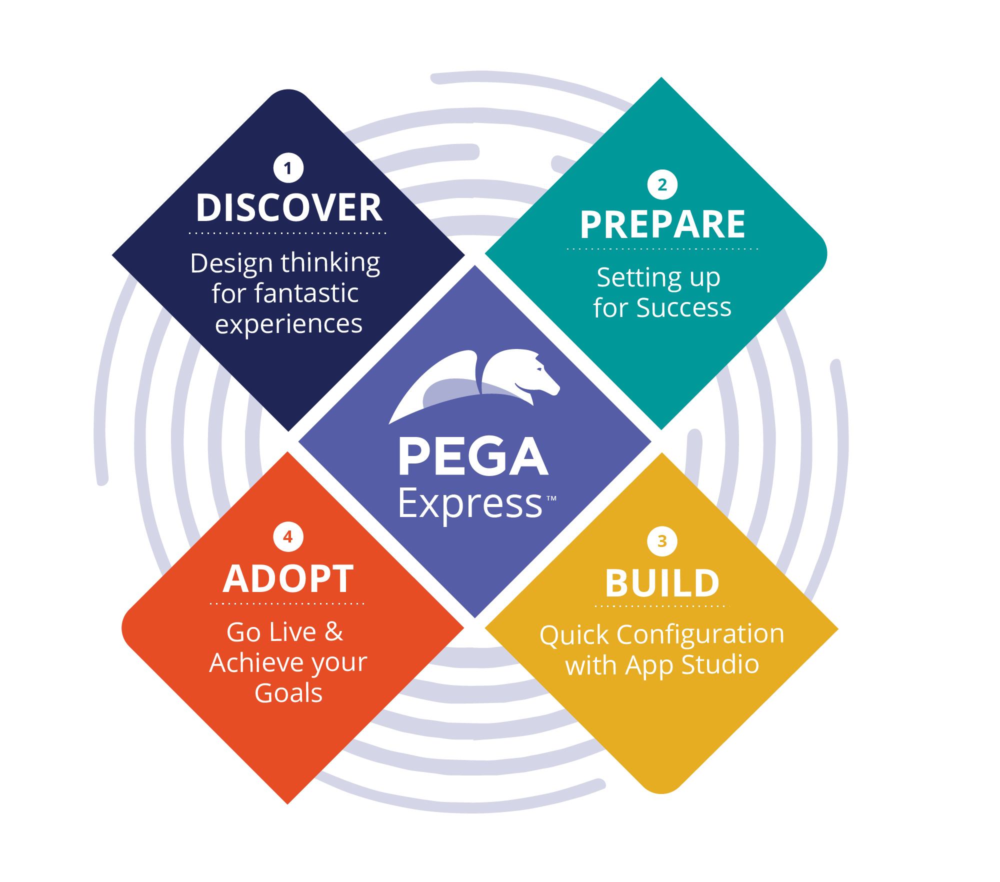 1
DISCOVER
Design thinking
for fantastic
experiences
2
PREPARE
Setting up
for Success
PEGA
Express™
4
ADOPT
Go Live &
Achieve your
Goals
3
BUILD
Quick Configuration
with App Studio